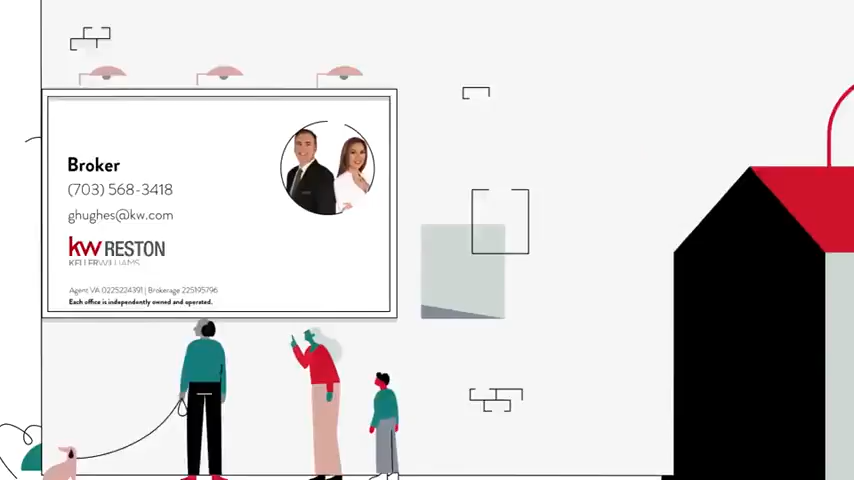 Broker
(703) 568-3418
ghughes@kw.com
kw RESTON
KELLERWILLIAMS
Agent VA 0225224391 | Brokerage 225195796
Each office is independently owned and operated.